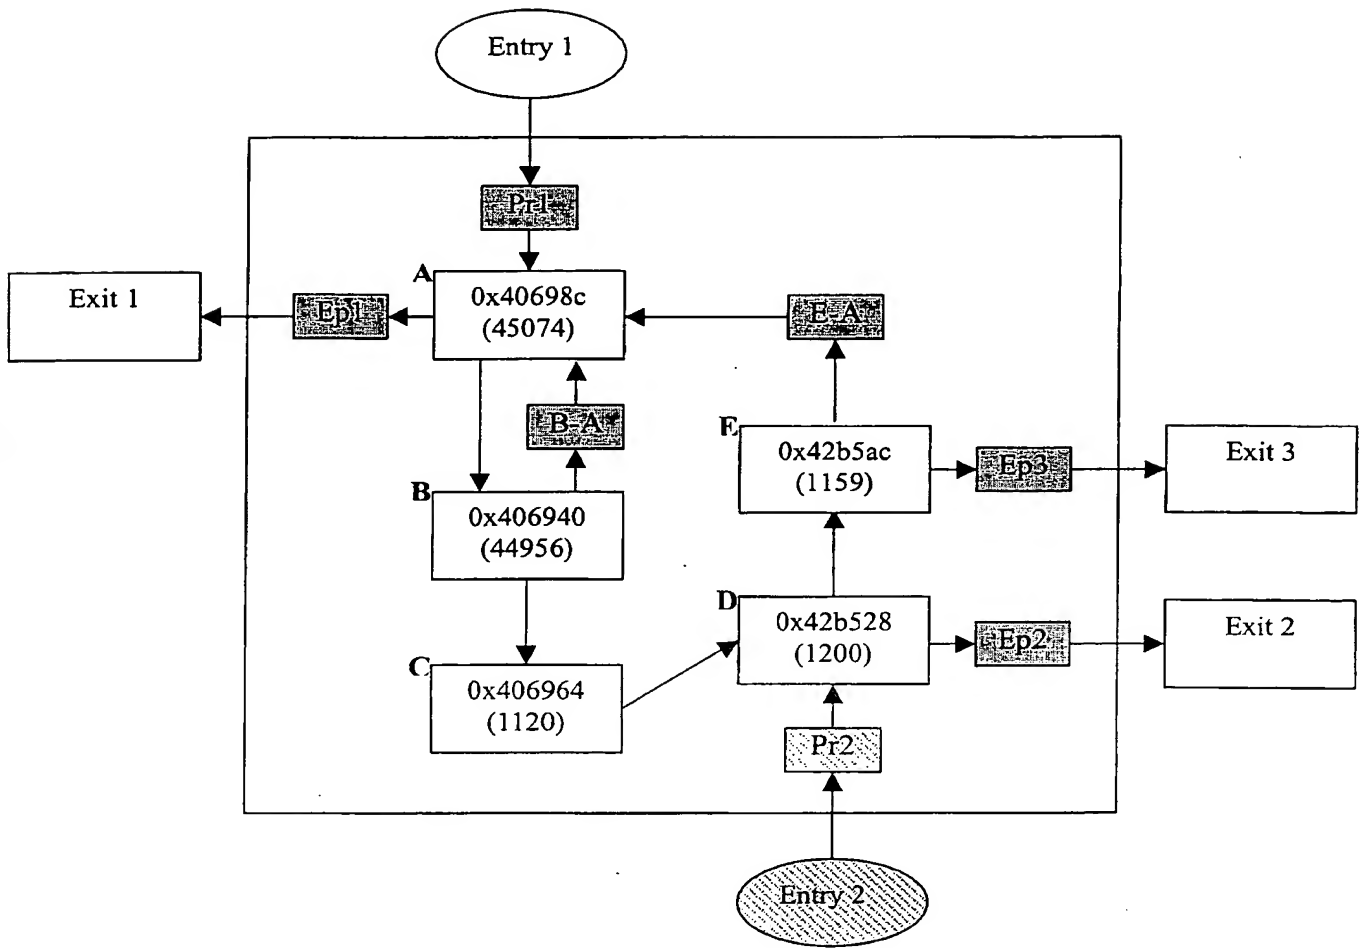 Entry 1
Pr1
A
0x40698c
(45074)
Exit 1
Ep1
E-A
B-A
E
0x42b5ac
(1159)
Ep3
Exit 3
B
0x406940
(44956)
D
0x42b528
(1200)
Ep2
Exit 2
C
0x406964
(1120)
Pr2
Entry 2